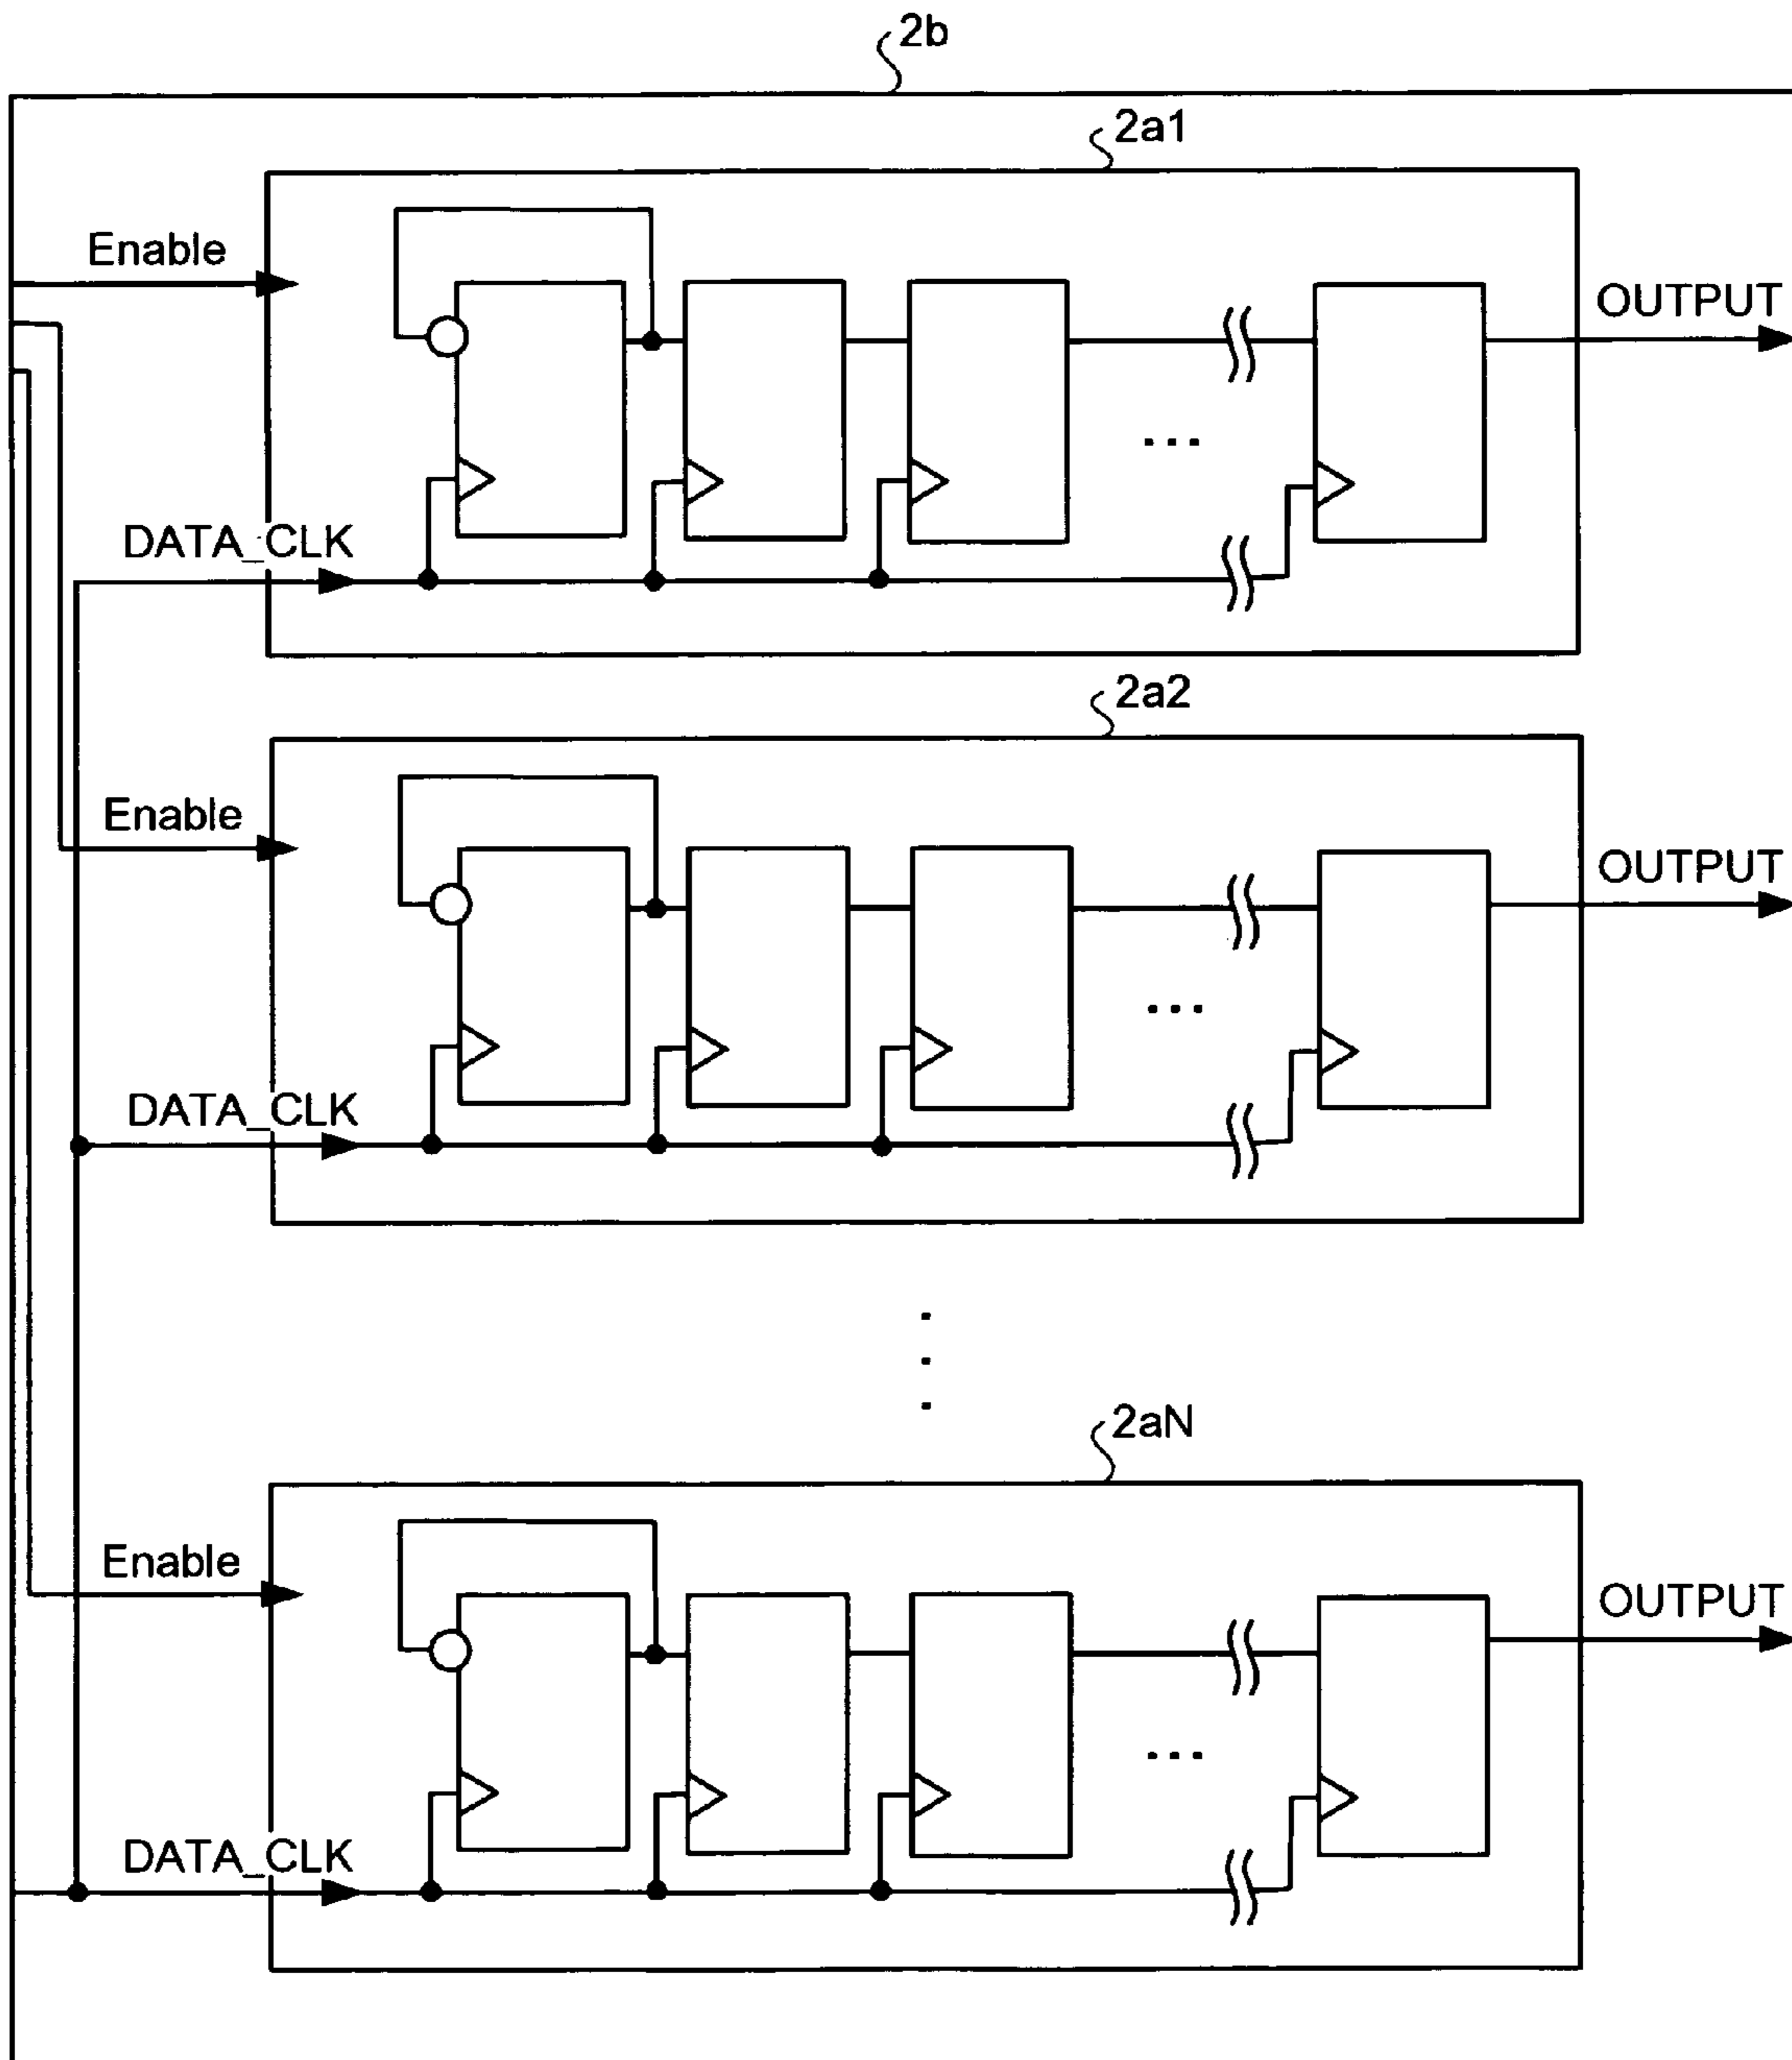 2b
2a1
Enable
OUTPUT
...
DATA_CLK
2a2
Enable
OUTPUT
...
DATA_CLK
2aN
Enable
OUTPUT
...
DATA_CLK